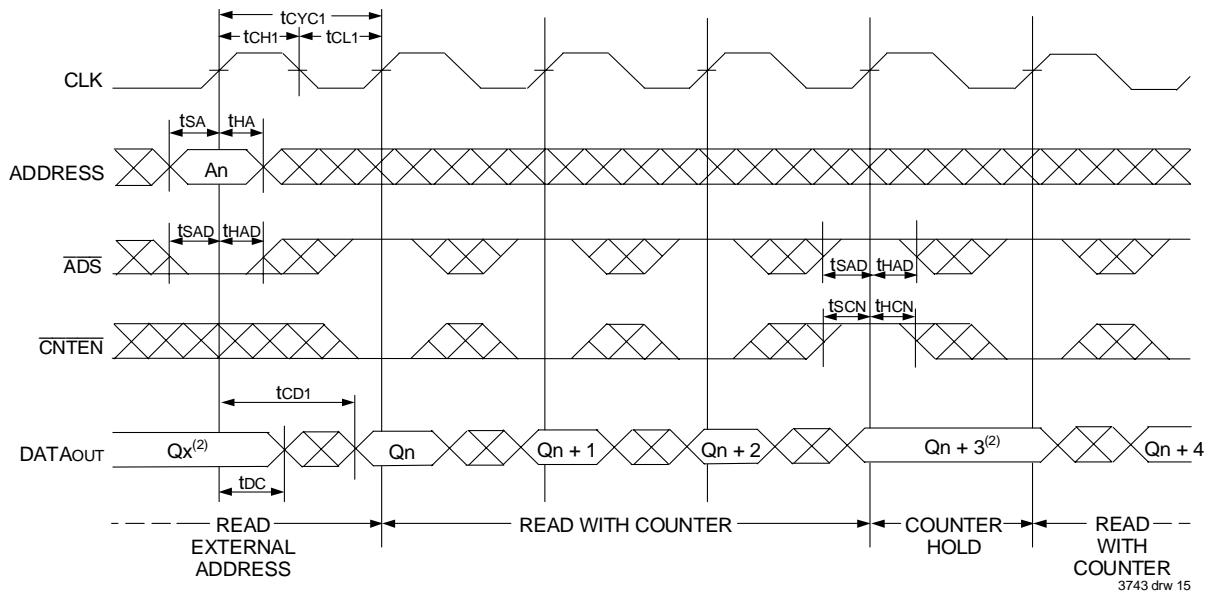 tCYC1
tCH1 tCL1
CLK
tSA tHA
ADDRESS An
tSAD tHAD
ADS
tSAD tHAD
tSCN tHCN
CNTEN
tCD1
DATAOUT Qx(2) Qn Qn + 1 Qn + 2 Qn + 3(2) Qn + 4
tDC
READ EXTERNAL ADDRESS
READ WITH COUNTER
COUNTER HOLD
READ WITH COUNTER
3743 drw 15